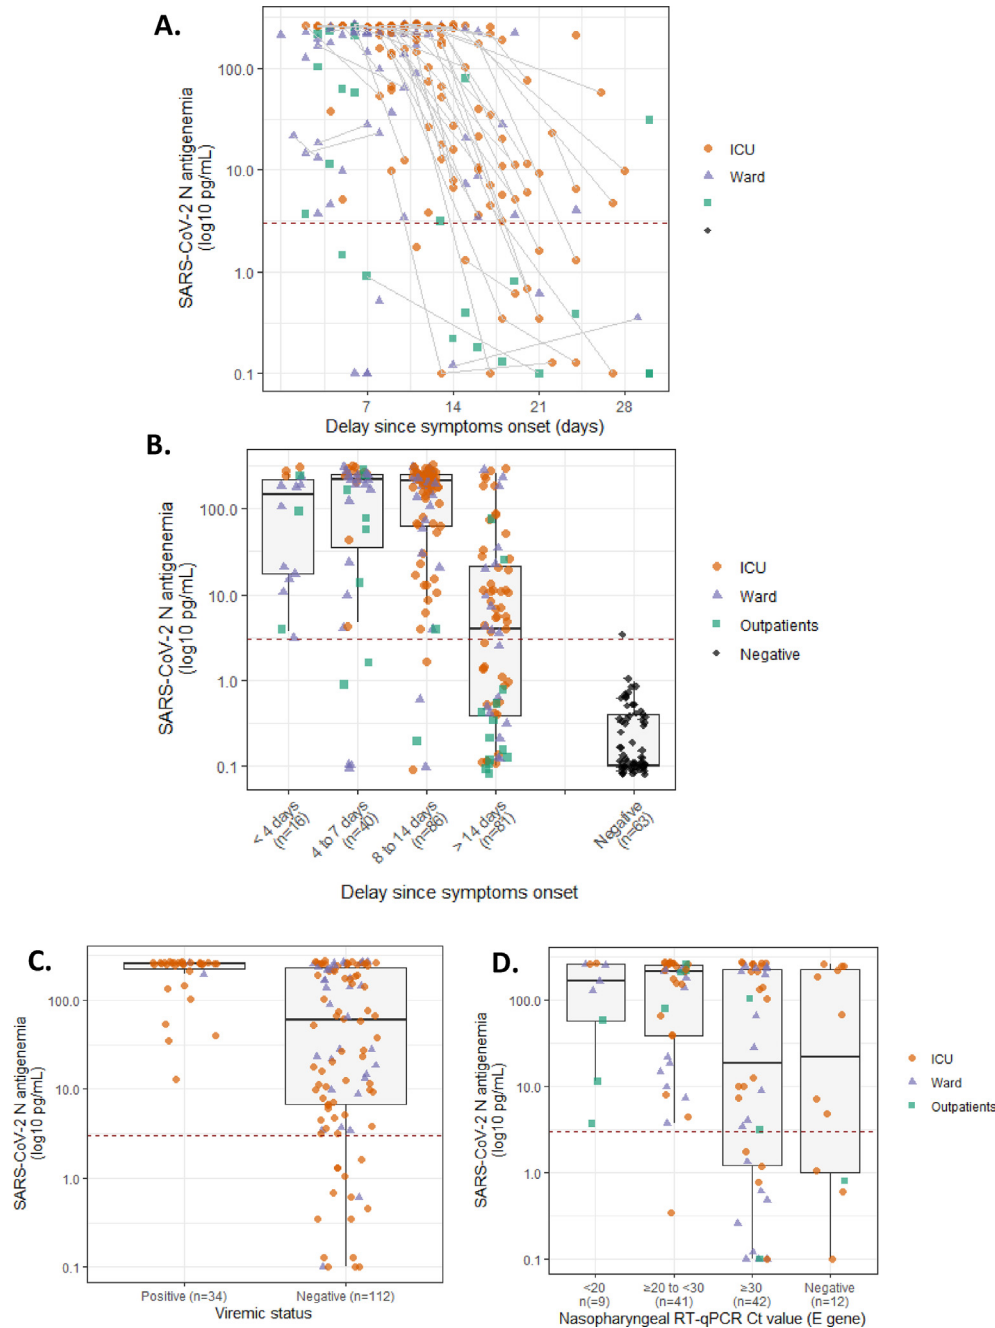 A.
SARS-CoV-2 N antigenemia
(log10 pg/mL)
100.0
10.0
1.0
0.1
7
14
21
28
Delay since symptoms onset (days)
ICU
Ward
B.
SARS-CoV-2 N antigenemia
(log10 pg/mL)
100.0
10.0
1.0
0.1
< 4 days
(n=16)
4 to 7 days
(n=40)
8 to 14 days
(n=86)
> 14 days
(n=81)
Negative
(n=63)
Delay since symptoms onset
ICU
Ward
Outpatients
Negative
C.
SARS-CoV-2 N antigenemia
(log10 pg/mL)
100.0
10.0
1.0
0.1
Positive (n=34)
Negative (n=112)
Viremic status
D.
SARS-CoV-2 N antigenemia
(log10 pg/mL)
100.0
10.0
1.0
0.1
<20
n(=9)
≥20 to <30
(n=41)
≥30
(n=42)
Negative
(n=12)
Nasopharyngeal RT-qPCR Ct value (E gene)
ICU
Ward
Outpatients